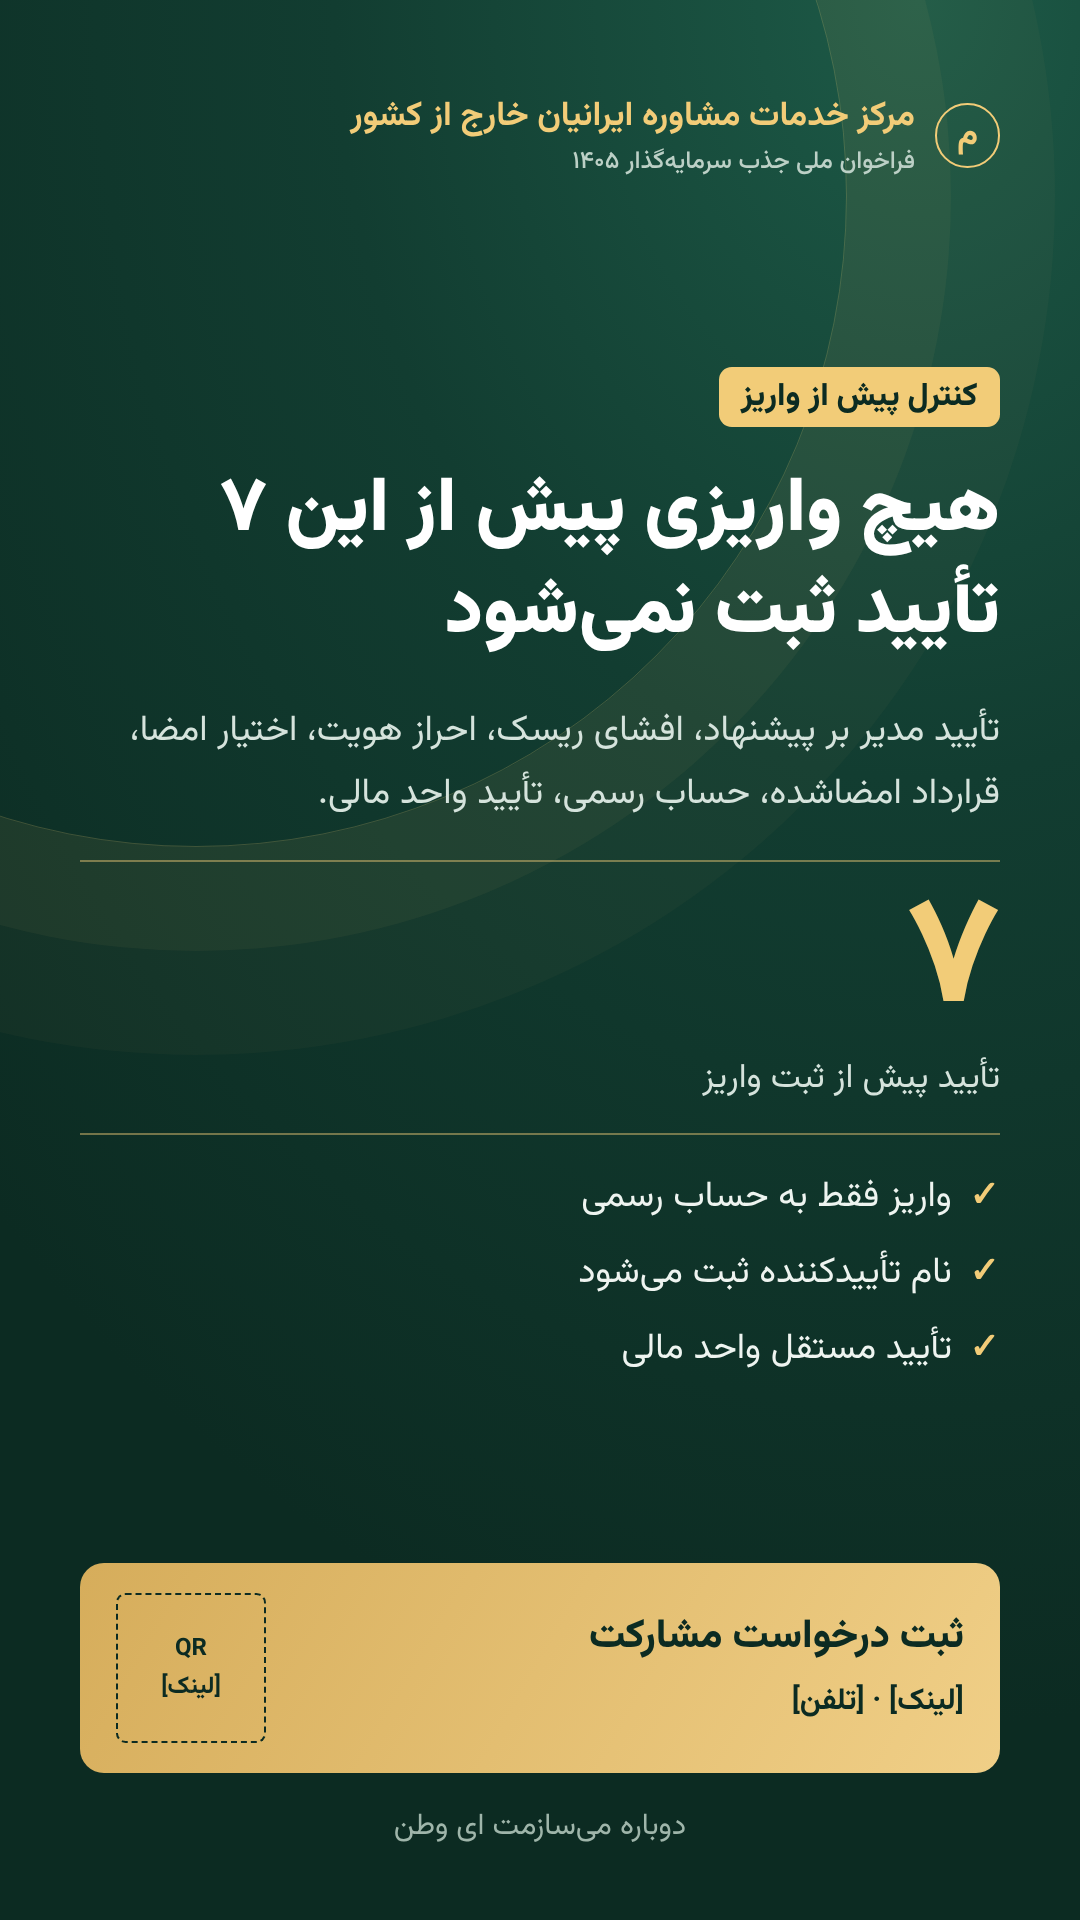 م
مرکز خدمات مشاوره ایرانیان خارج از کشور
فراخوان ملی جذب سرمایه‌گذار ۱۴۰۵
کنترل پیش از واریز
هیچ واریزی پیش از این ۷
تأیید ثبت نمی‌شود
تأیید مدیر بر پیشنهاد، افشای ریسک، احراز هویت، اختیار امضا،
قرارداد امضاشده، حساب رسمی، تأیید واحد مالی.
۷
تأیید پیش از ثبت واریز
✓ واریز فقط به حساب رسمی
✓ نام تأییدکننده ثبت می‌شود
✓ تأیید مستقل واحد مالی
ثبت درخواست مشارکت
[لینک] · [تلفن]
QR
[لینک]
دوباره می‌سازمت ای وطن